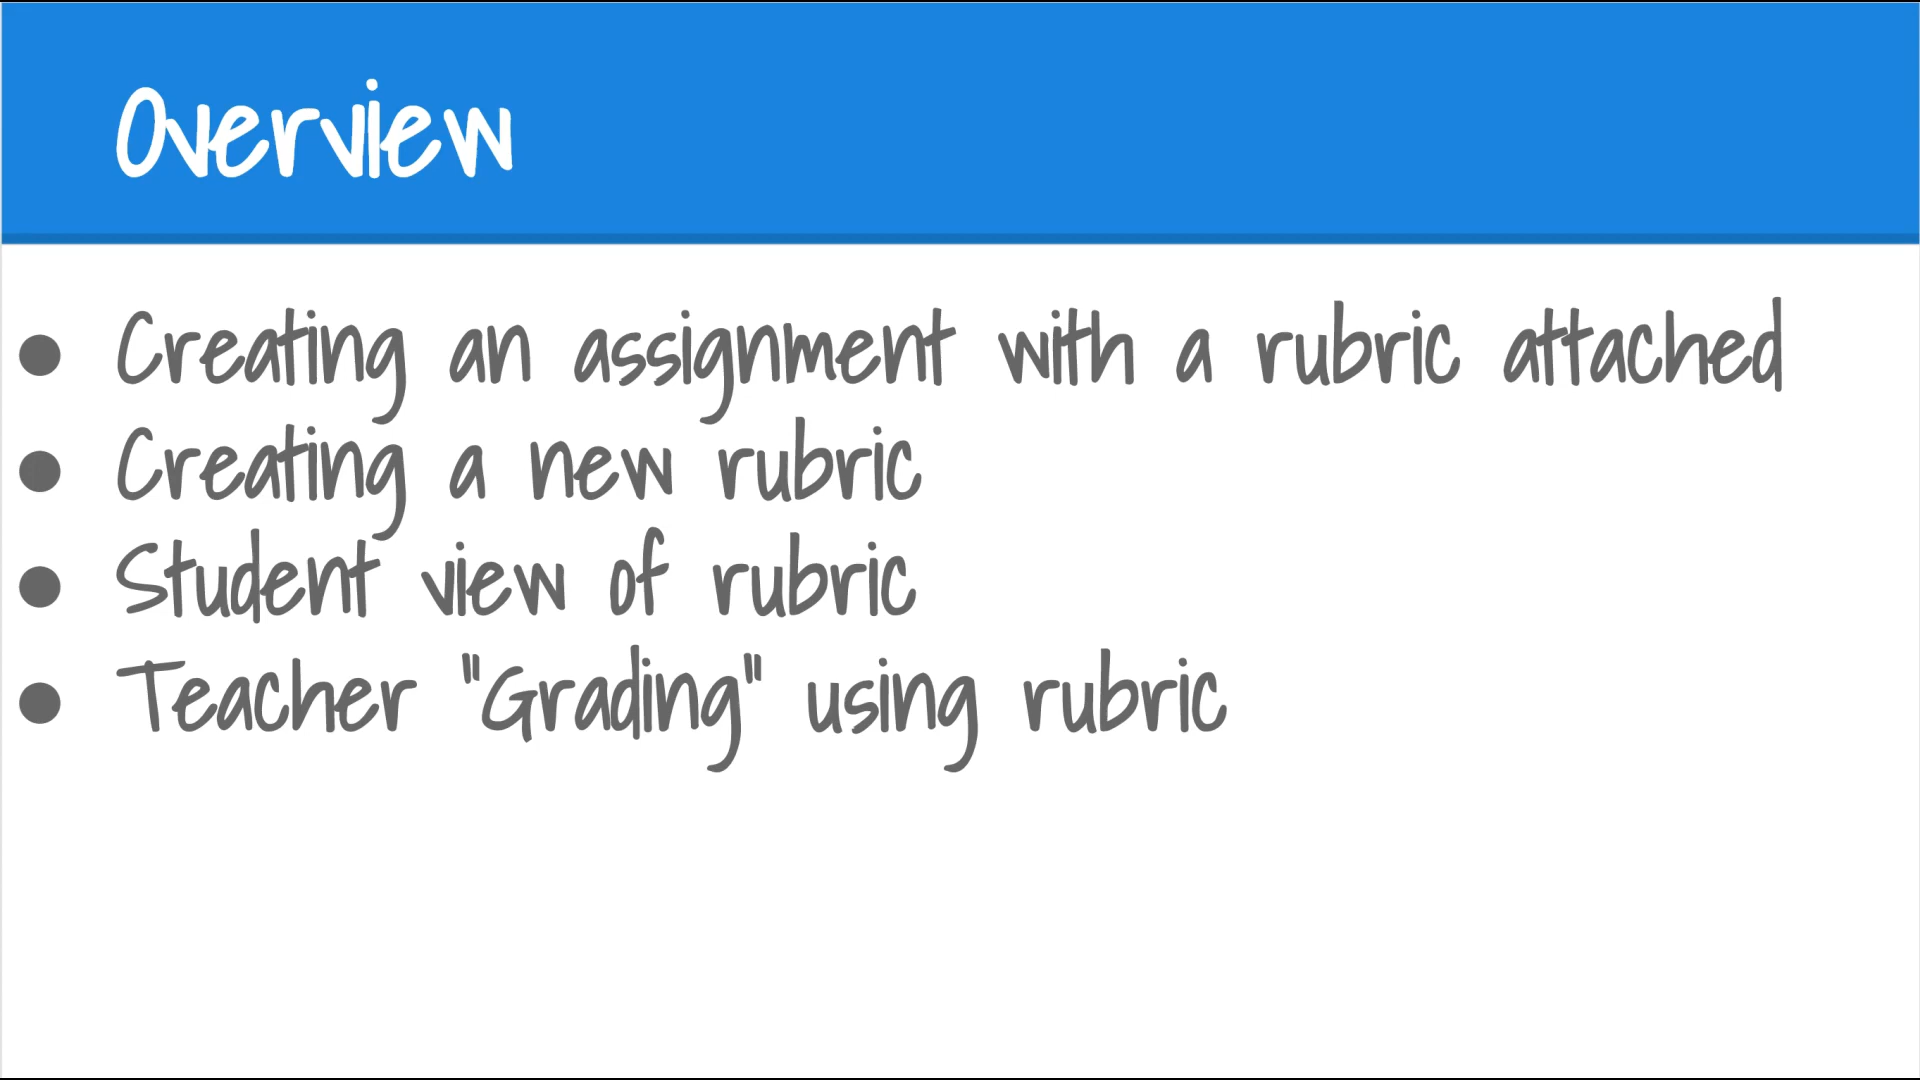 Overview
● Creating an assignment with a rubric attached
● Creating a new rubric
● Student view of rubric
● Teacher "Grading" using rubric